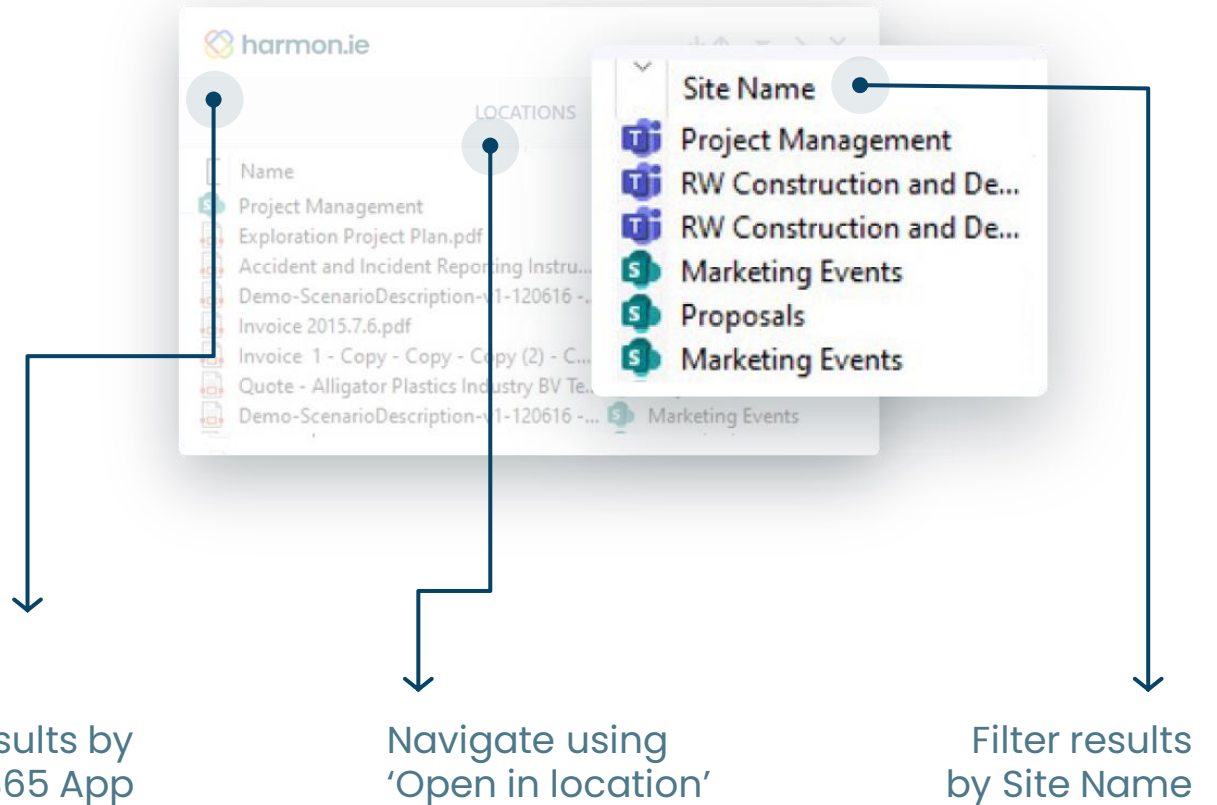 harmon.ie
LOCATIONS
Name
Project Management
Exploration Project Plan.pdf
Accident and Incident Reporting Instru...
Demo-ScenarioDescription-v1-120616 -...
Invoice 2015.7.6.pdf
Invoice 1 - Copy - Copy - Copy (2) - C...
Quote - Alligator Plastics Industry BV Te...
Demo-ScenarioDescription-v1-120616 -... Marketing Events
Site Name
Project Management
RW Construction and De...
RW Construction and De...
Marketing Events
Proposals
Marketing Events
sults by
65 App
Navigate using
‘Open in location’
Filter results
by Site Name